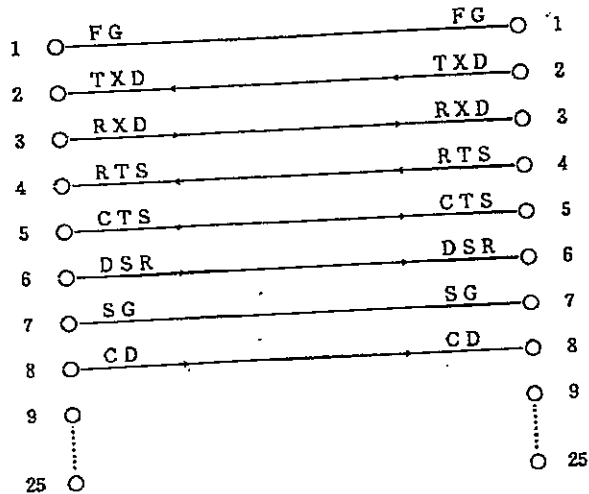 1 FG FG 1
2 TXD TXD 2
3 RXD RXD 3
4 RTS RTS 4
5 CTS CTS 5
6 DSR DSR 6
7 SG SG 7
8 CD CD 8
9 9
25 25